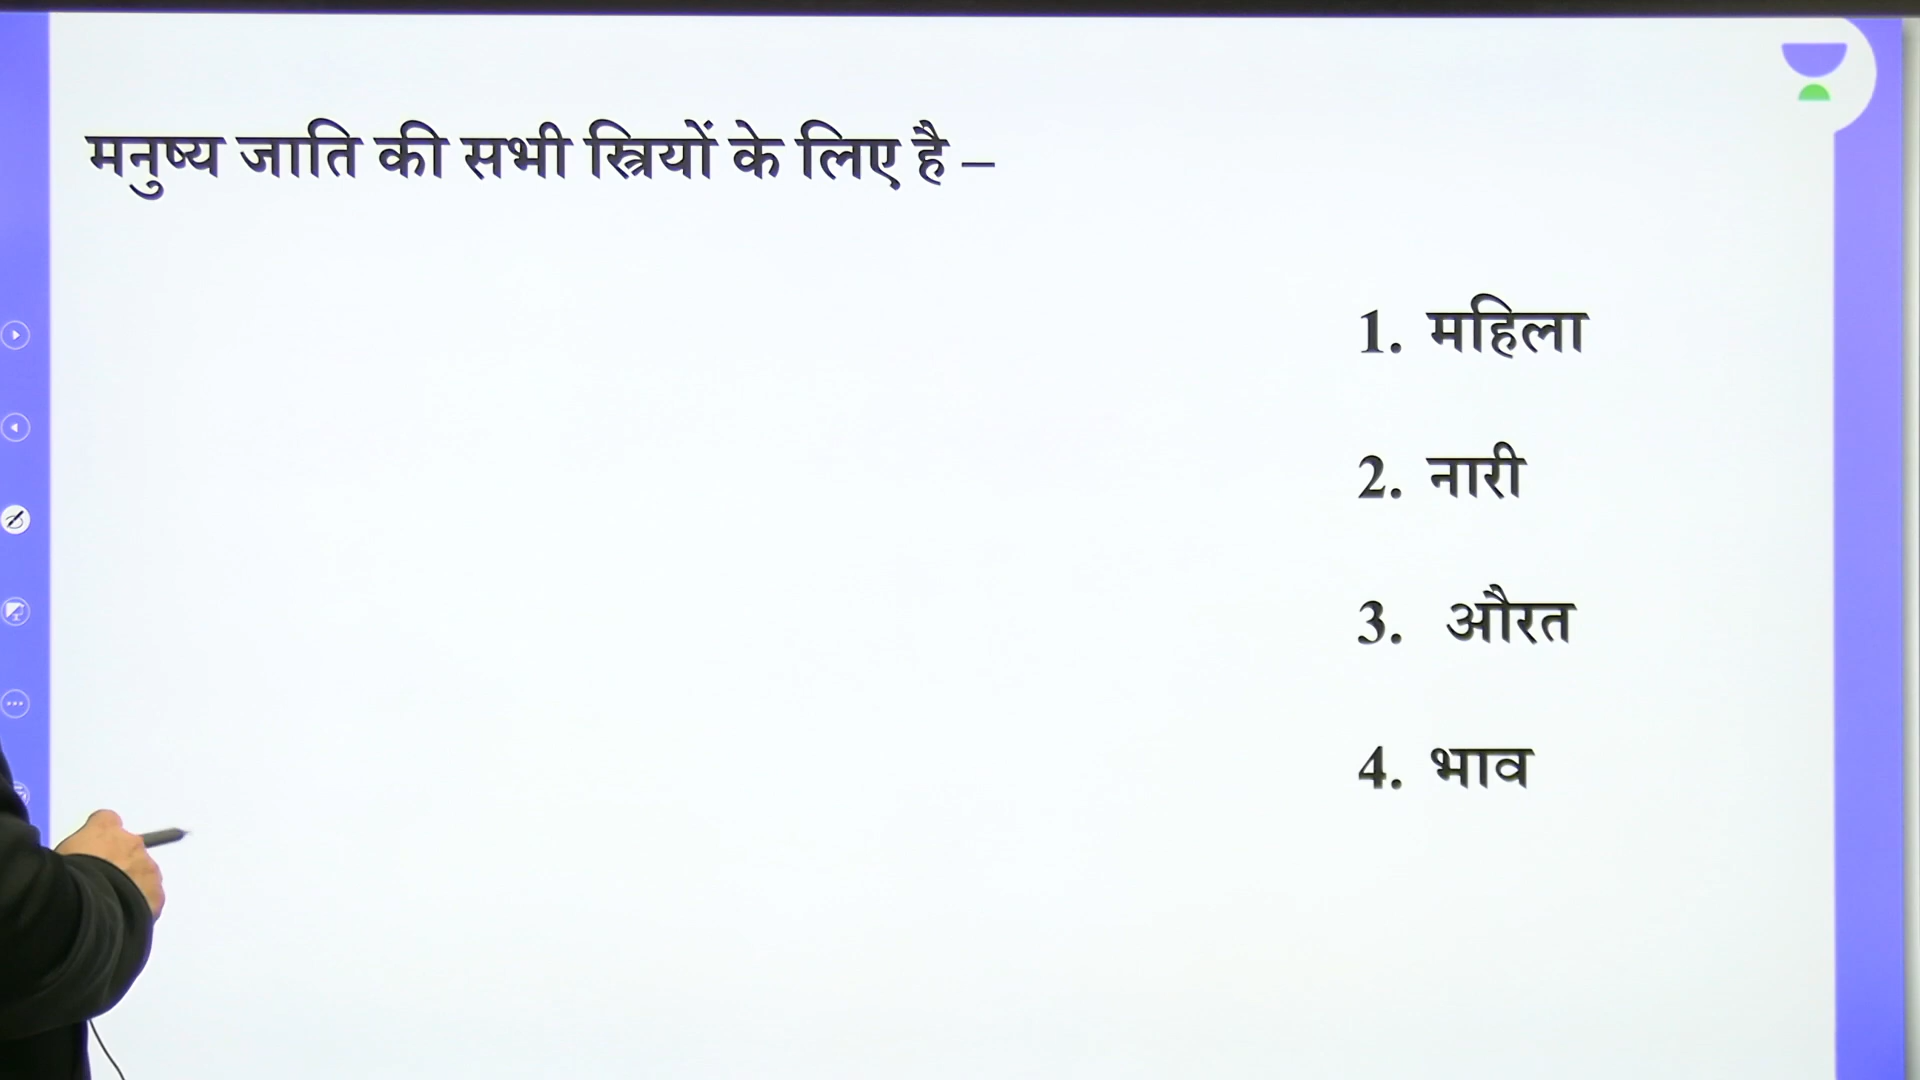 मनुष्य जाति की सभी स्त्रियों के लिए है –
1. महिला
2. नारी
3. औरत
4. भाव